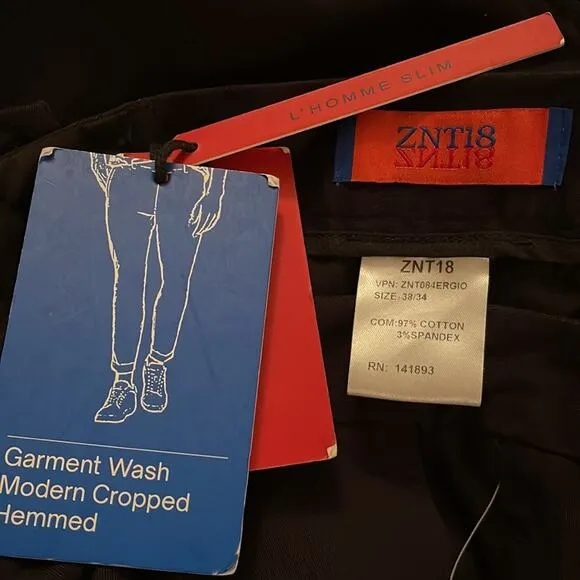 L'HOMME SLIM
ZNT18
ZNT18
ZNT18
VPN: ZNT084ERGIO
SIZE: 38/34
COM:97% COTTON
3%SPANDEX
RN: 141893
Garment Wash
Modern Cropped
Hemmed